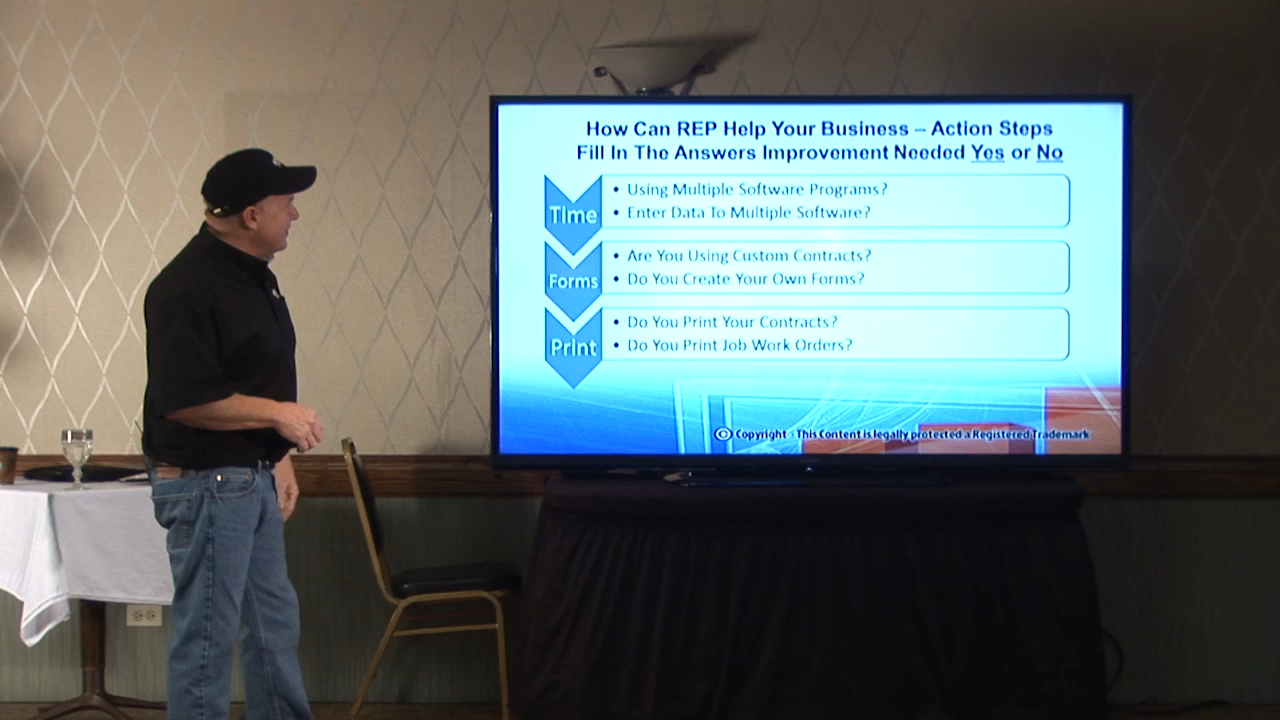 How Can REP Help Your Business – Action Steps
Fill In The Answers Improvement Needed Yes or No
Time
• Using Multiple Software Programs?
• Enter Data To Multiple Software?
Forms
• Are You Using Custom Contracts?
• Do You Create Your Own Forms?
Print
• Do You Print Your Contracts?
• Do You Print Job Work Orders?
© Copyright - This Content is legally protected a Registered Trademark